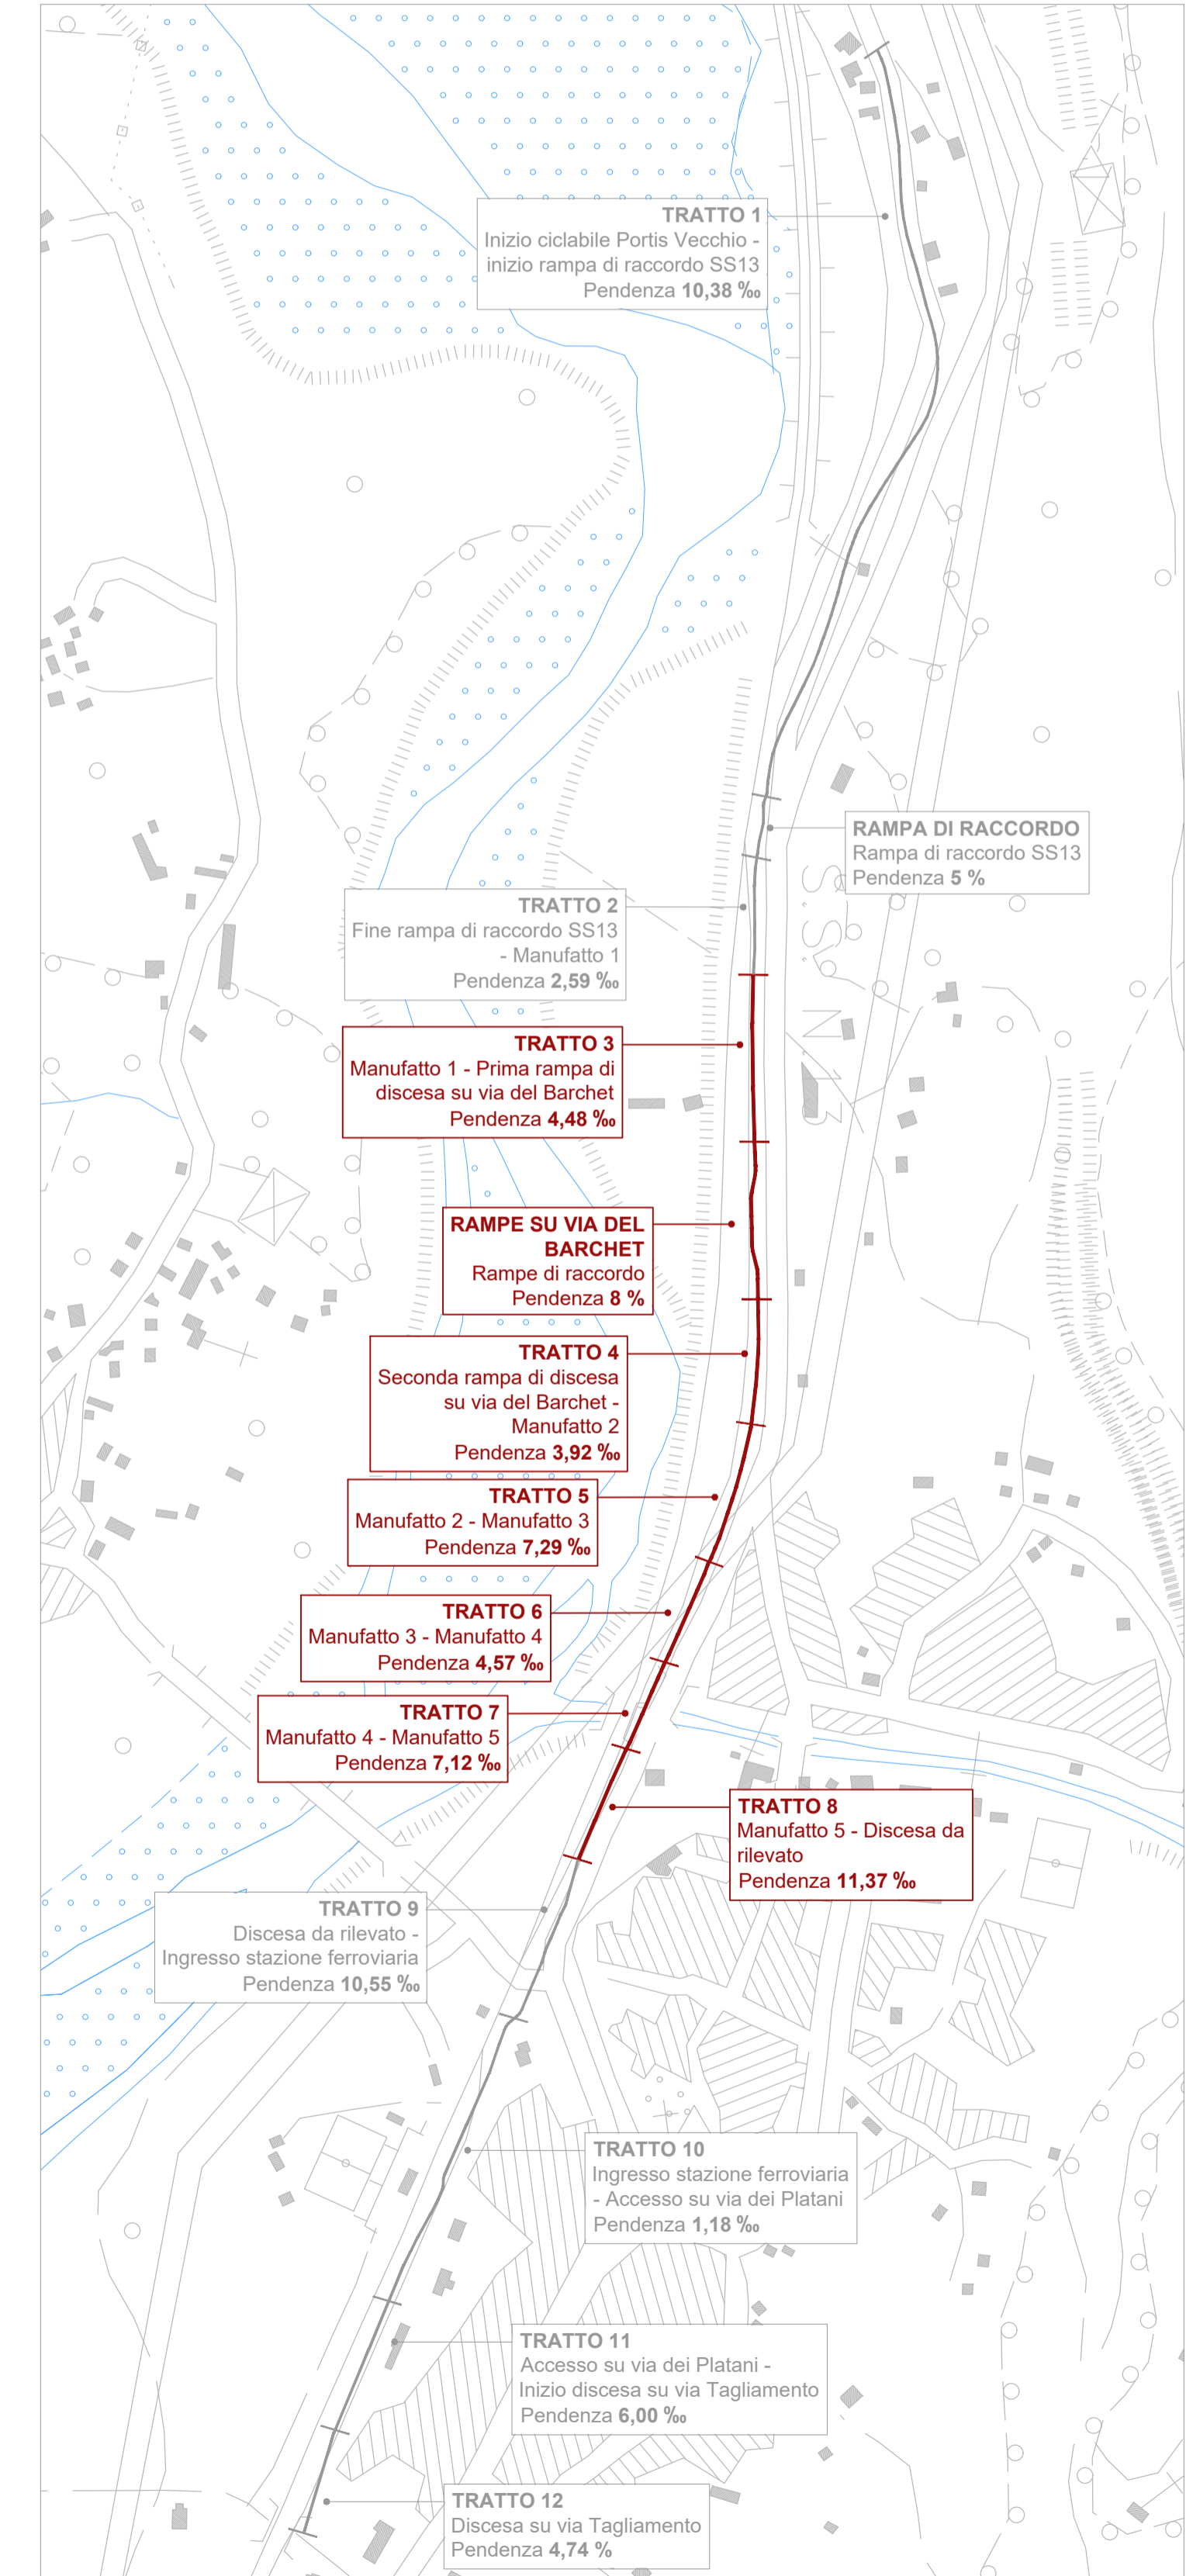 TRATTO 1
Inizio ciclabile Portis Vecchio -
inizio rampa di raccordo SS13
Pendenza 10,38 ‰
RAMPA DI RACCORDO
Rampa di raccordo SS13
Pendenza 5 %
TRATTO 2
Fine rampa di raccordo SS13
- Manufatto 1
Pendenza 2,59 ‰
TRATTO 3
Manufatto 1 - Prima rampa di
discesa su via del Barchet
Pendenza 4,48 ‰
RAMPE SU VIA DEL
BARCHET
Rampe di raccordo
Pendenza 8 %
TRATTO 4
Seconda rampa di discesa
su via del Barchet -
Manufatto 2
Pendenza 3,92 ‰
TRATTO 5
Manufatto 2 - Manufatto 3
Pendenza 7,29 ‰
TRATTO 6
Manufatto 3 - Manufatto 4
Pendenza 4,57 ‰
TRATTO 7
Manufatto 4 - Manufatto 5
Pendenza 7,12 ‰
TRATTO 8
Manufatto 5 - Discesa da
rilevato
Pendenza 11,37 ‰
TRATTO 9
Discesa da rilevato -
Ingresso stazione ferroviaria
Pendenza 10,55 ‰
TRATTO 10
Ingresso stazione ferroviaria
- Accesso su via dei Platani
Pendenza 1,18 ‰
TRATTO 11
Accesso su via dei Platani -
Inizio discesa su via Tagliamento
Pendenza 6,00 ‰
TRATTO 12
Discesa su via Tagliamento
Pendenza 4,74 %